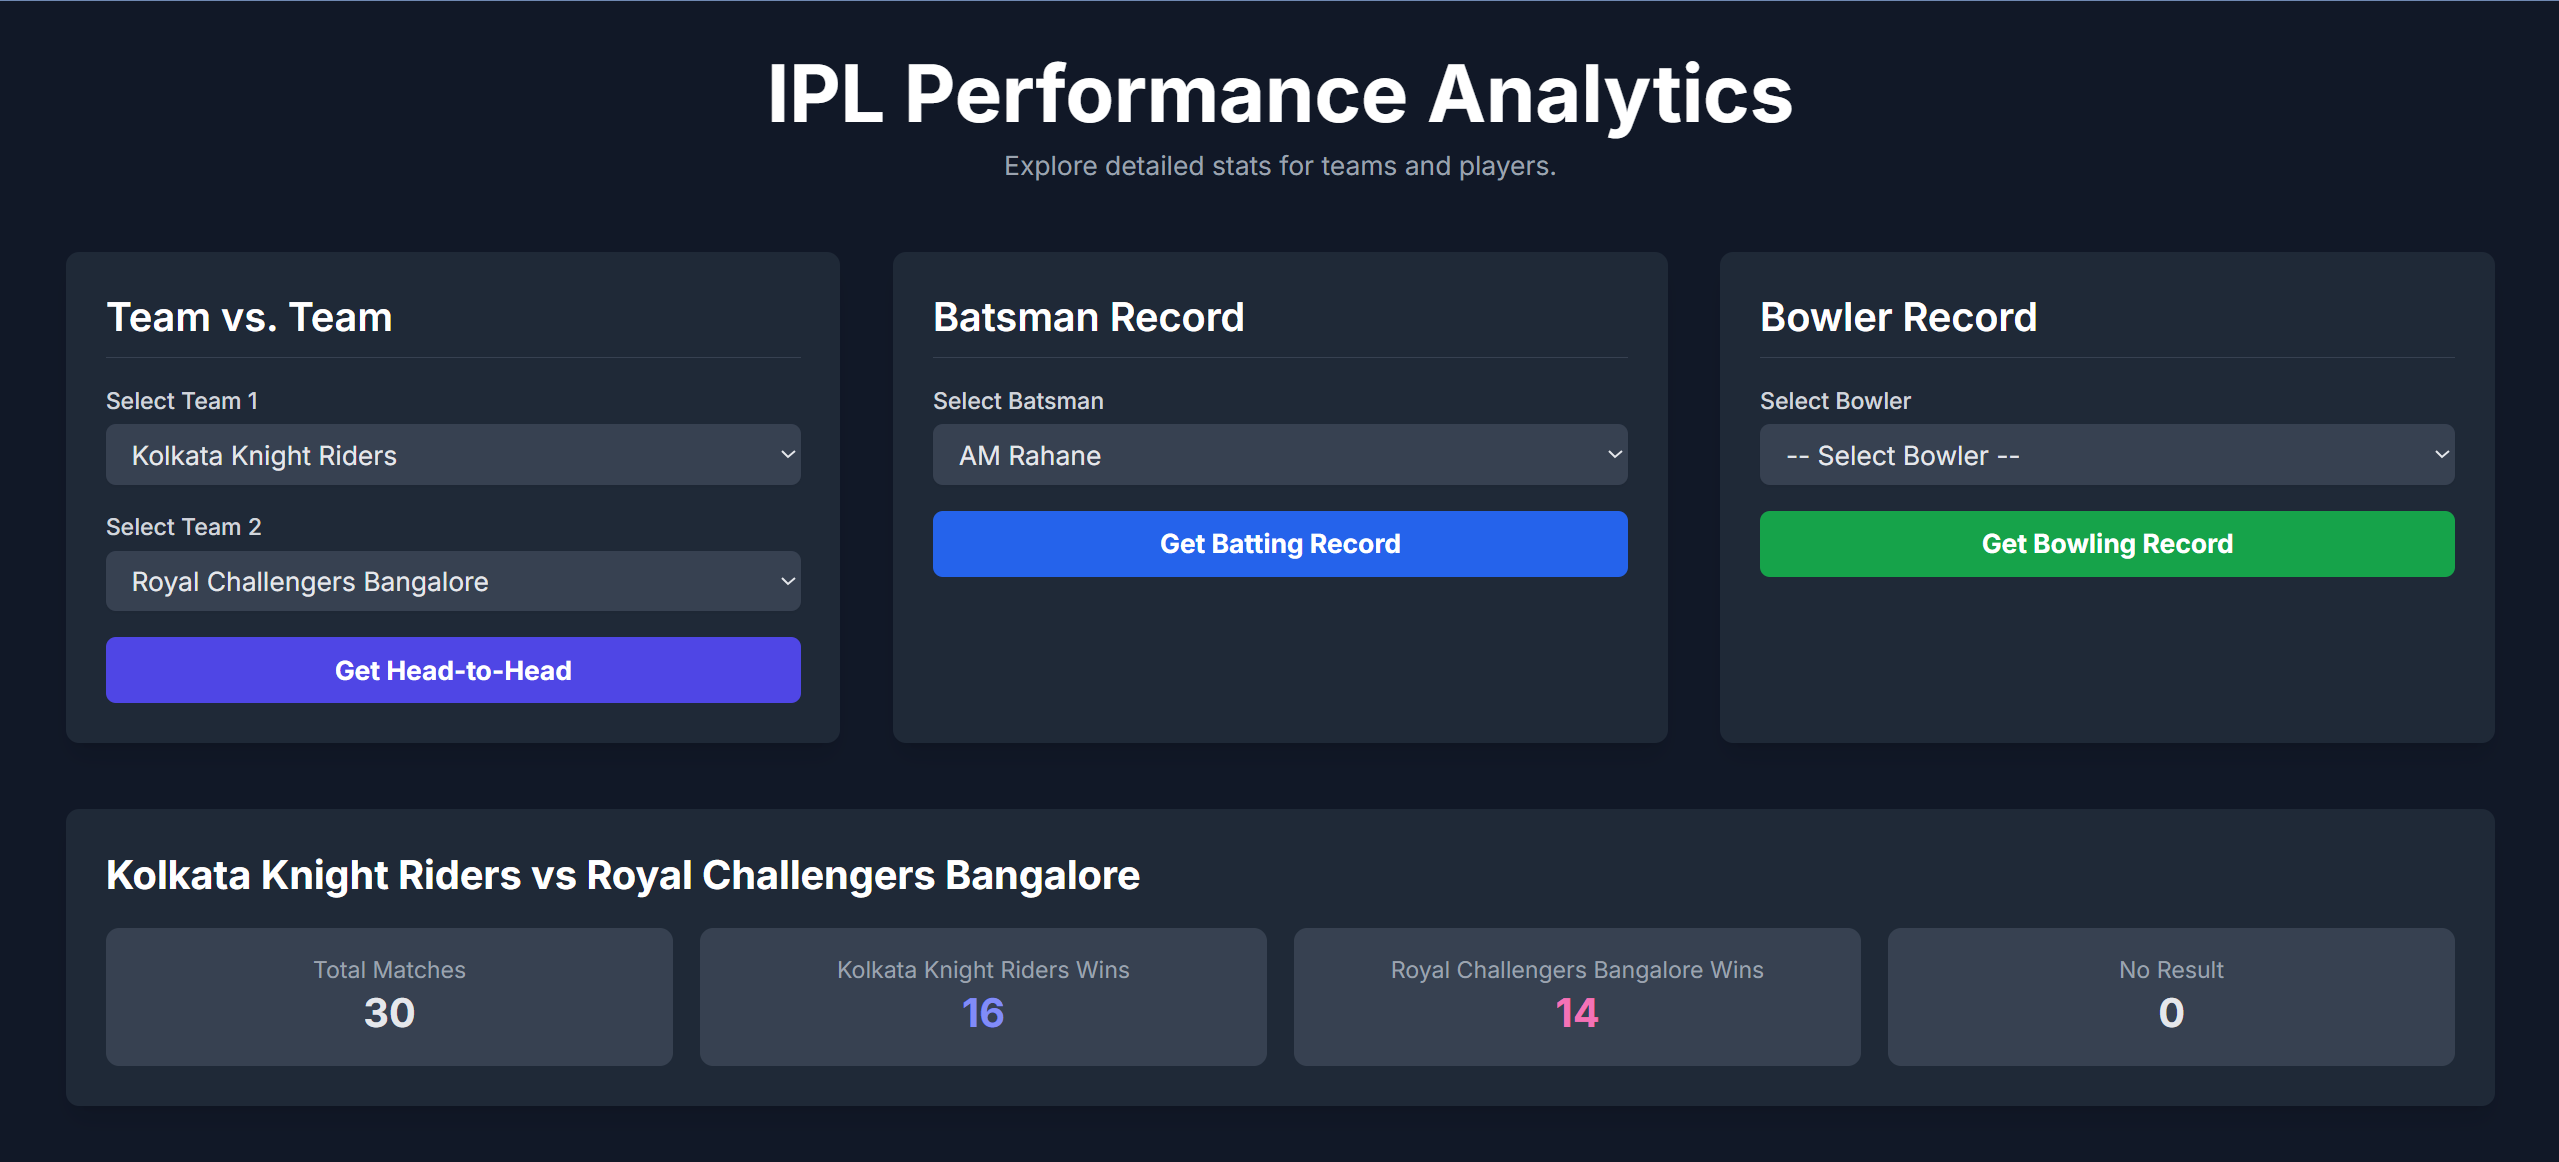 IPL Performance Analytics
Explore detailed stats for teams and players.
Team vs. Team
Select Team 1
Kolkata Knight Riders
Select Team 2
Royal Challengers Bangalore
Get Head-to-Head
Batsman Record
Select Batsman
AM Rahane
Get Batting Record
Bowler Record
Select Bowler
-- Select Bowler --
Get Bowling Record
Kolkata Knight Riders vs Royal Challengers Bangalore
Total Matches
30
Kolkata Knight Riders Wins
16
Royal Challengers Bangalore Wins
14
No Result
0